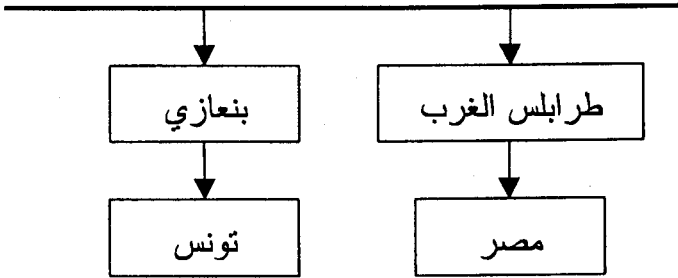 طرابلس الغرب
بنعازي
مصر
تونس